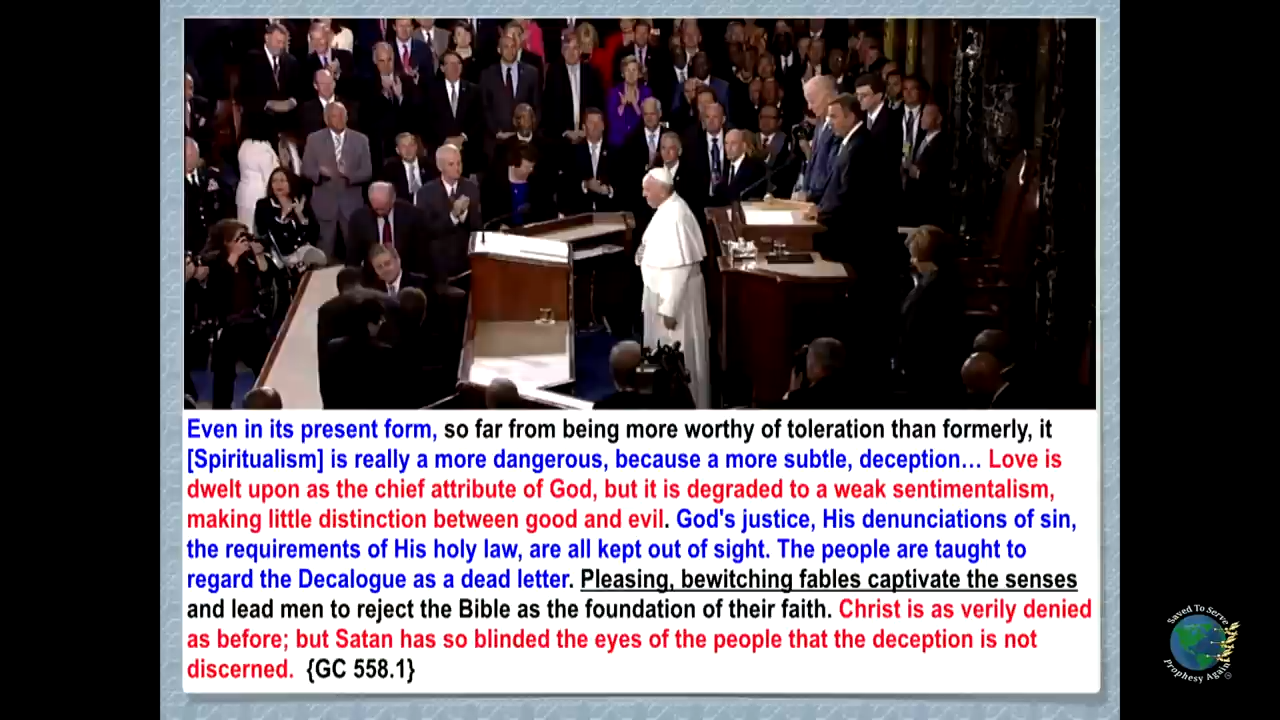 Even in its present form, so far from being more worthy of toleration than formerly, it
[Spiritualism] is really a more dangerous, because a more subtle, deception… Love is
dwelt upon as the chief attribute of God, but it is degraded to a weak sentimentalism,
making little distinction between good and evil. God's justice, His denunciations of sin,
the requirements of His holy law, are all kept out of sight. The people are taught to
regard the Decalogue as a dead letter. Pleasing, bewitching fables captivate the senses
and lead men to reject the Bible as the foundation of their faith. Christ is as verily denied
as before; but Satan has so blinded the eyes of the people that the deception is not
discerned. {GC 558.1}
Saved To Serve
Prophesy Again